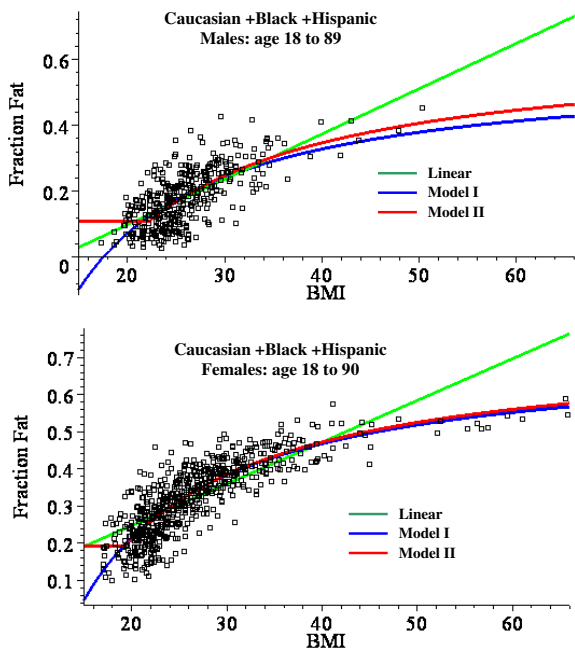 Caucasian +Black +Hispanic
Males: age 18 to 89
Fraction Fat
0.6
0.4
0.2
0
Linear
Model I
Model II
20 30 40 50 60
BMI
Caucasian +Black +Hispanic
Females: age 18 to 90
Fraction Fat
0.7
0.6
0.5
0.4
0.3
0.2
0.1
Linear
Model I
Model II
20 30 40 50 60
BMI